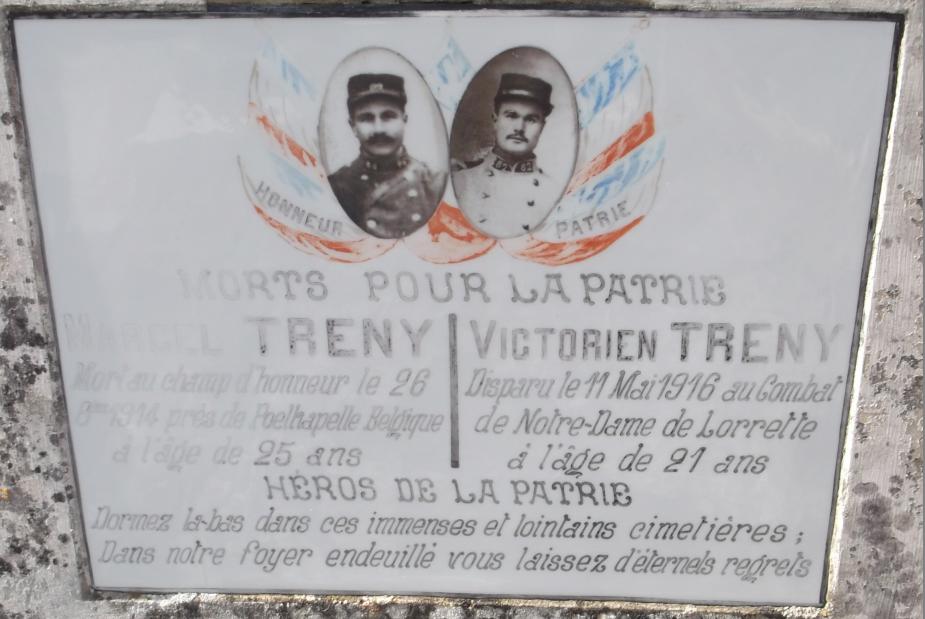 HONNEUR
PATRIE
MORTS POUR LA PATRIE
MARCEL TRENY
Mort au champ d'honneur le 26
8bre 1914 près de Poelhapelle Belgique
à l'âge de 25 ans
VICTORIEN TRENY
Disparu le 11 Mai 1916 au Combat
de Notre-Dame de Lorrette
à l'âge de 21 ans
HÉROS DE LA PATRIE
Dormez la-bas dans ces immenses et lointains cimetières ;
Dans notre foyer endeuillé vous laissez d'éternels regrets